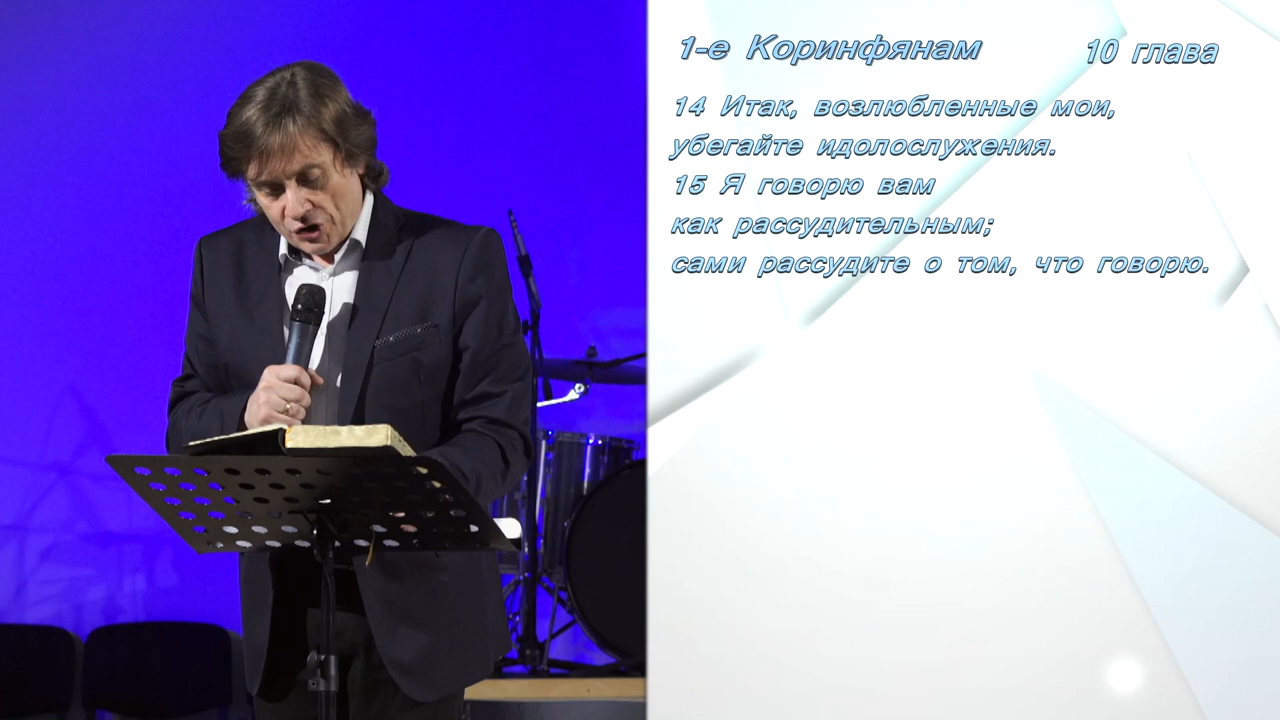 1-е Коринфянам 10 глава
14 Итак, возлюбленные мои,
убегайте идолослужения.
15 Я говорю вам
как рассудительным;
сами рассудите о том, что говорю.